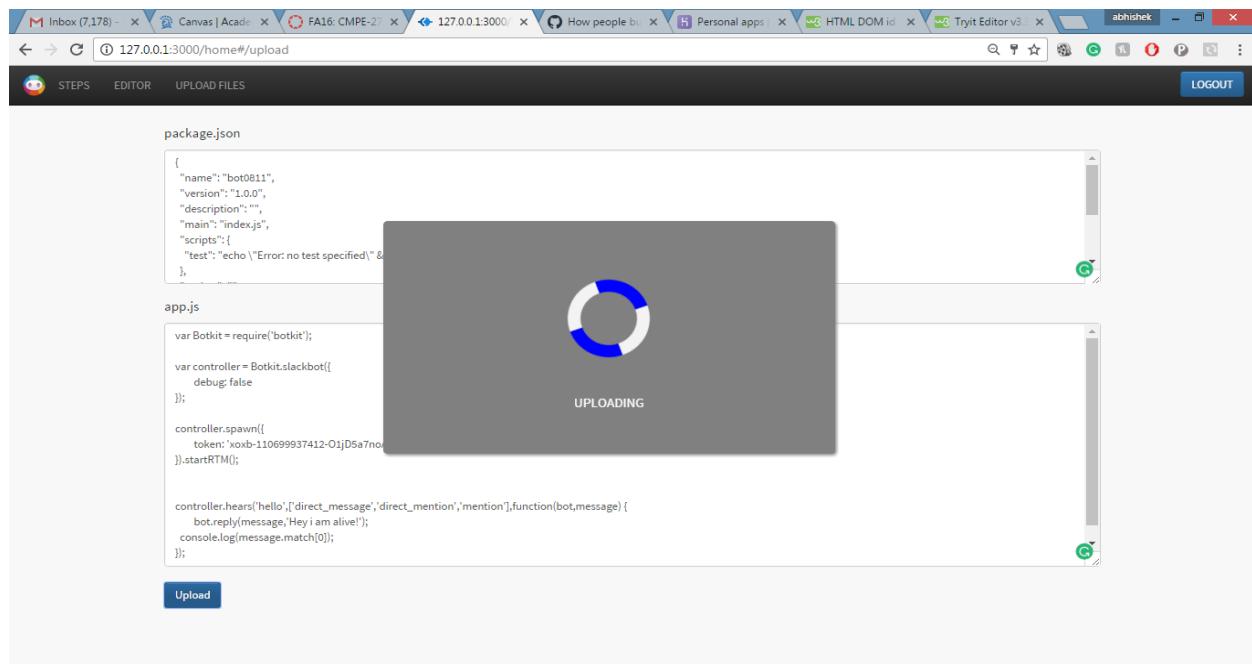 Inbox (7,178) -
Canvas | Acade
FA16: CMPE-27
127.0.0.1:3000/
How people bu
Personal apps |
HTML DOM id
Tryit Editor v3.
abhishek
127.0.0.1:3000/home#/upload
STEPS EDITOR UPLOAD FILES LOGOUT
package.json
{
"name": "bot0811",
"version": "1.0.0",
"description": "",
"main": "index.js",
"scripts": {
"test": "echo \"Error: no test specified\" &
},
app.js
var Botkit = require('botkit');
var controller = Botkit.slackbot({
debug: false
});
controller.spawn({
token: 'xoxb-110699937412-O1jD5a7no
}).startRTM();
controller.hears('hello',['direct_message','direct_mention','mention'],function(bot,message) {
bot.reply(message,'Hey i am alive!');
console.log(message.match[0]);
});
UPLOADING
Upload